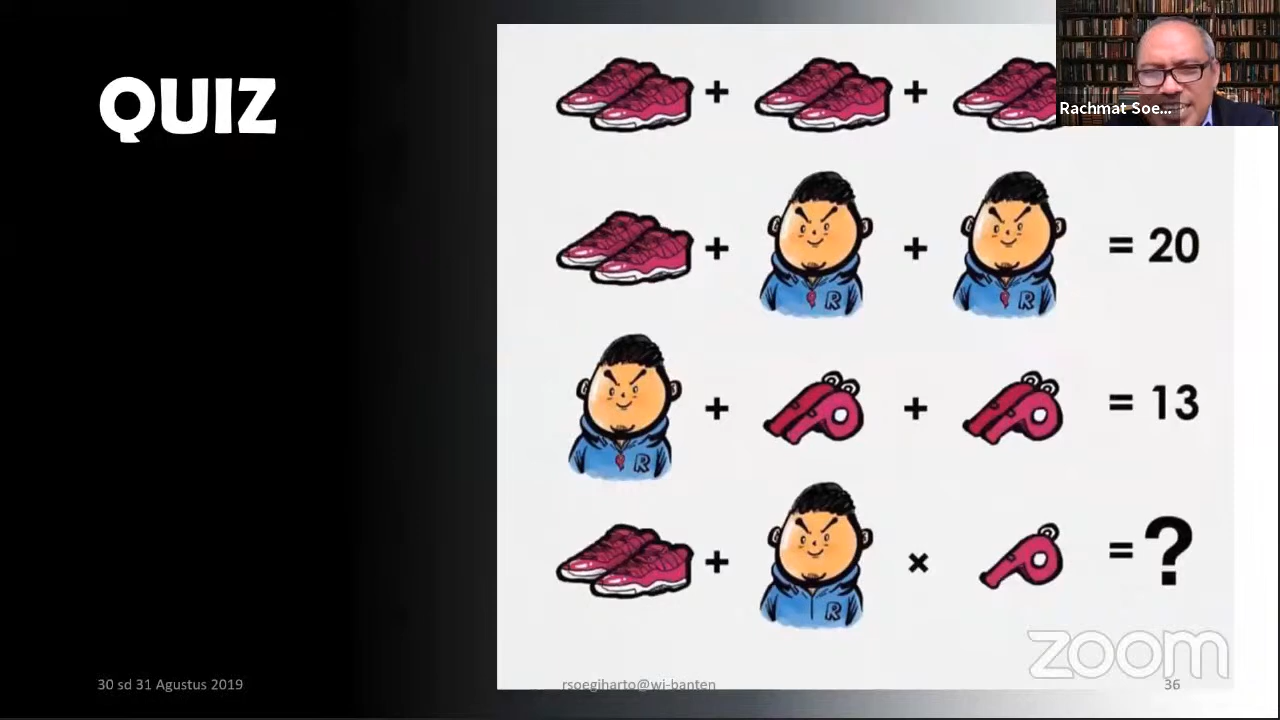 QUIZ
+ +
Rachmat Soe...
+ + = 20
R R
+ + = 13
R
+ × = ?
R
zoom
30 sd 31 Agustus 2019
rsoegiharto@wi-banten
36